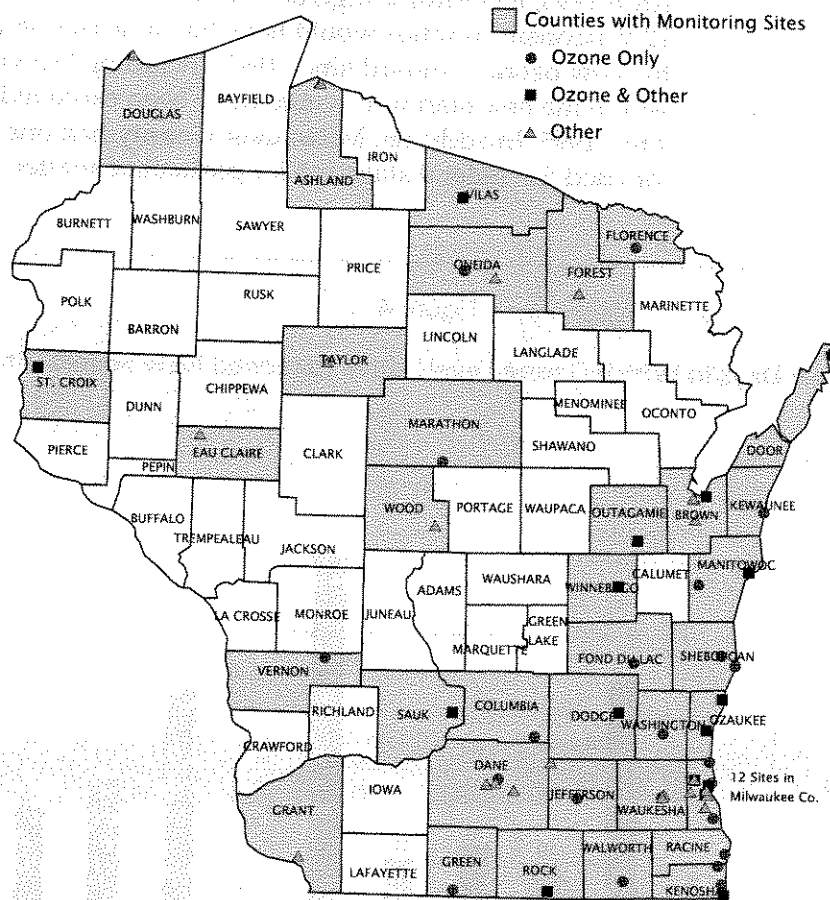 Counties with Monitoring Sites
Ozone Only
Ozone & Other
Other
DOUGLAS
BAYFIELD
ASHLAND
IRON
VILAS
BURNETT
WASHBURN
SAWYER
FLORENCE
PRICE
ONEIDA
FOREST
POLK
RUSK
MARINETTE
BARRON
LINCOLN
LANGLADE
TAYLOR
ST. CROIX
CHIPPEWA
DUNN
MENOMINEE
OCONTO
MARATHON
PIERCE
EAU CLAIRE
CLARK
SHAWANO
DOOR
PEPIN
WOOD
PORTAGE
WAUPACA
OUTAGAMIE
BROWN
KEWAUNEE
BUFFALO
TREMPEALEAU
JACKSON
MANITOWOC
ADAMS
WAUSHARA
WINNEBAGO
CALUMET
LA CROSSE
MONROE
JUNEAU
GREEN
LAKE
MARQUETTE
FOND DU LAC
SHEBOYGAN
VERNON
RICHLAND
SAUK
COLUMBIA
DODGE
WASHINGTON
OZAUKEE
CRAWFORD
DANE
12 Sites in
Milwaukee Co.
IOWA
JEFFERSON
WAUKESHA
GRANT
LAFAYETTE
GREEN
ROCK
WALWORTH
RACINE
KENOSHA